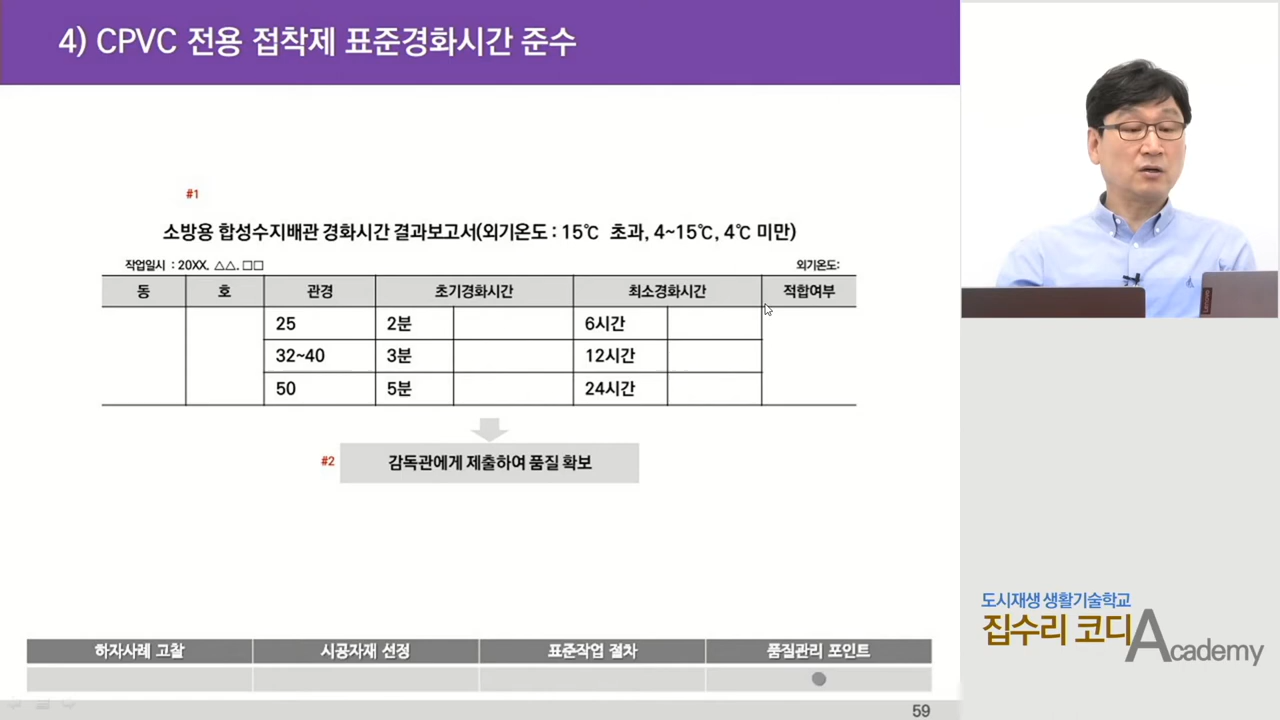 4) CPVC 전용 접착제 표준경화시간 준수
#1
소방용 합성수지배관 경화시간 결과보고서(외기온도 : 15℃ 초과, 4~15℃, 4℃ 미만)
작업일시 : 20XX. △△. □□ 외기온도:
동 호 관경 초기경화시간 최소경화시간 적합여부
25 2분 6시간
32~40 3분 12시간
50 5분 24시간
#2 감독관에게 제출하여 품질 확보
하자사례 고찰 시공자재 선정 표준작업 절차 품질관리 포인트
59
Lenovo
도시재생 생활기술학교
집수리 코디 Academy